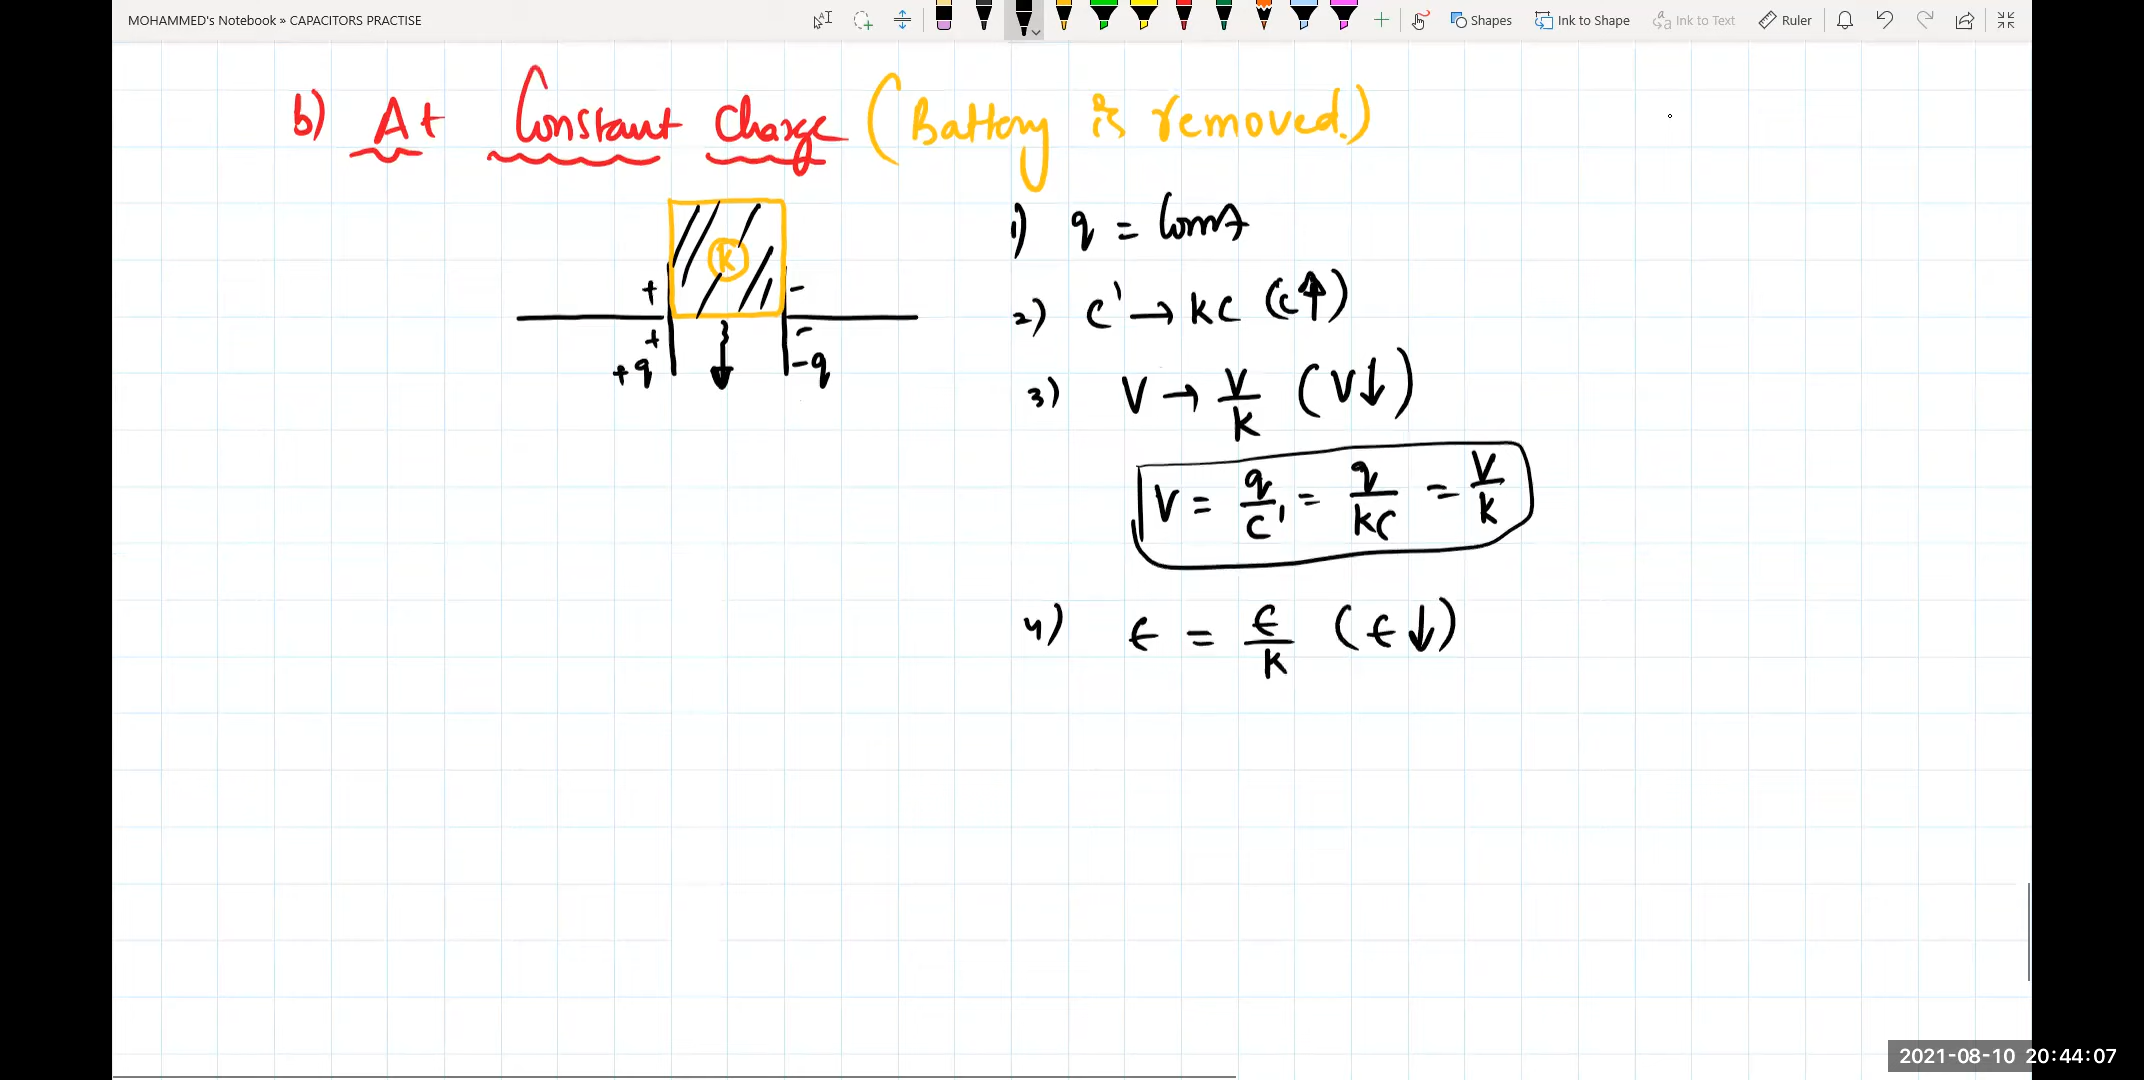 MOHAMMED's Notebook » CAPACITORS PRACTISE
Shapes Ink to Shape Ink to Text Ruler
b) At Constant Charge (Battery is removed.)
K
+ -
+ -
+q -q
1) q = Const
2) C' → KC (C↑)
3) V → V/K (V↓)
V = q/C' = q/KC = V/K
4) E = E/K (E↓)
2021-08-10 20:44:07